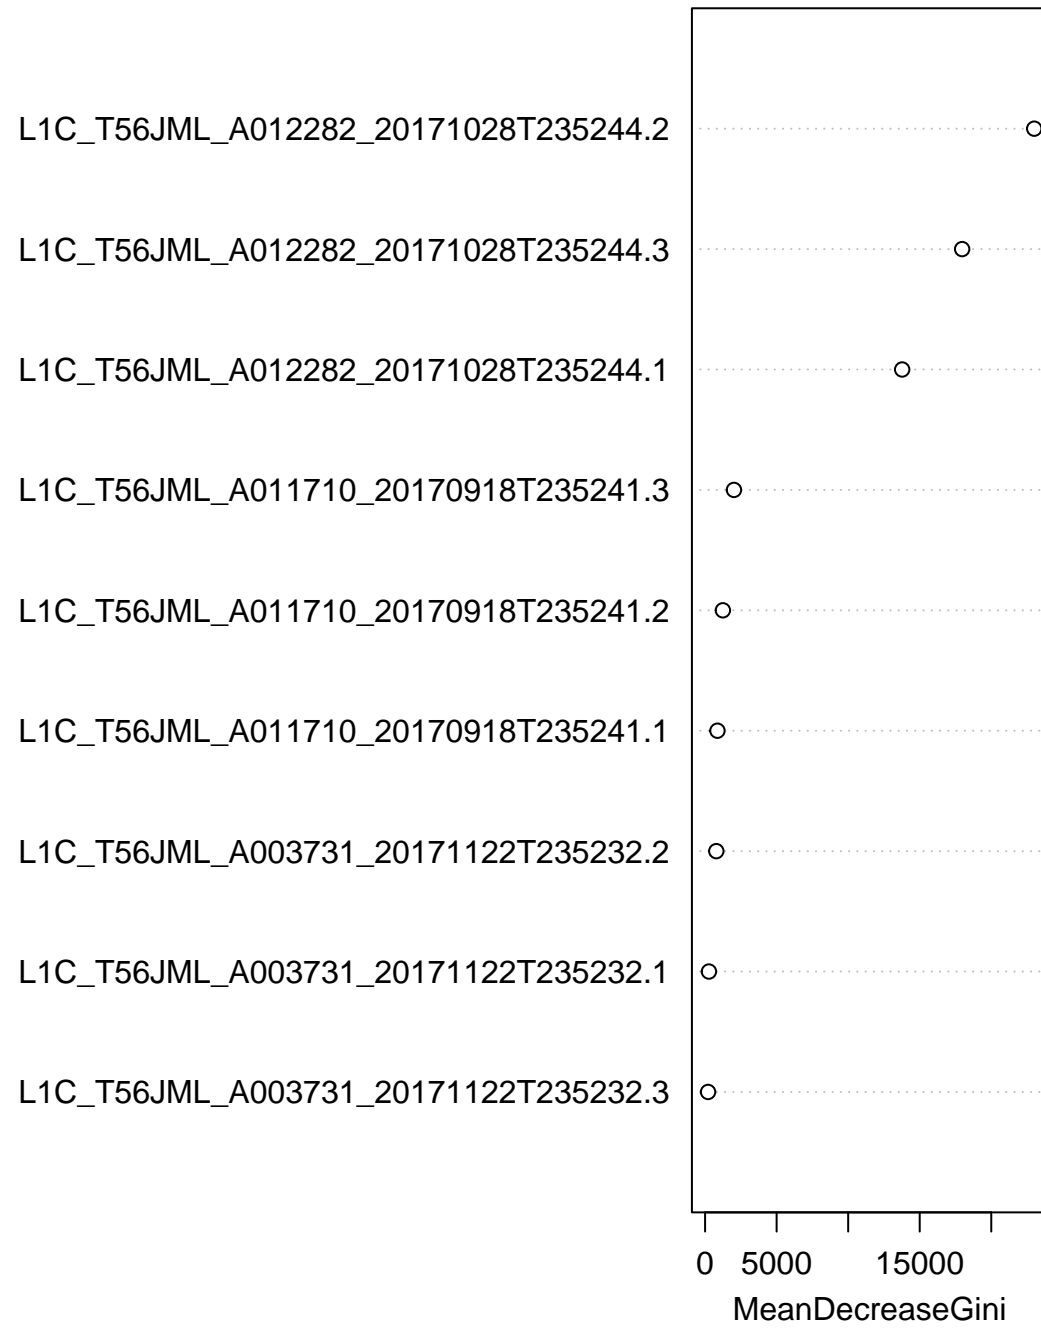 L1C_T56JML_A012282_20171028T235244.2
L1C_T56JML_A012282_20171028T235244.3
L1C_T56JML_A012282_20171028T235244.1
L1C_T56JML_A011710_20170918T235241.3
L1C_T56JML_A011710_20170918T235241.2
L1C_T56JML_A011710_20170918T235241.1
L1C_T56JML_A003731_20171122T235232.2
L1C_T56JML_A003731_20171122T235232.1
L1C_T56JML_A003731_20171122T235232.3
0 5000 15000
MeanDecreaseGini